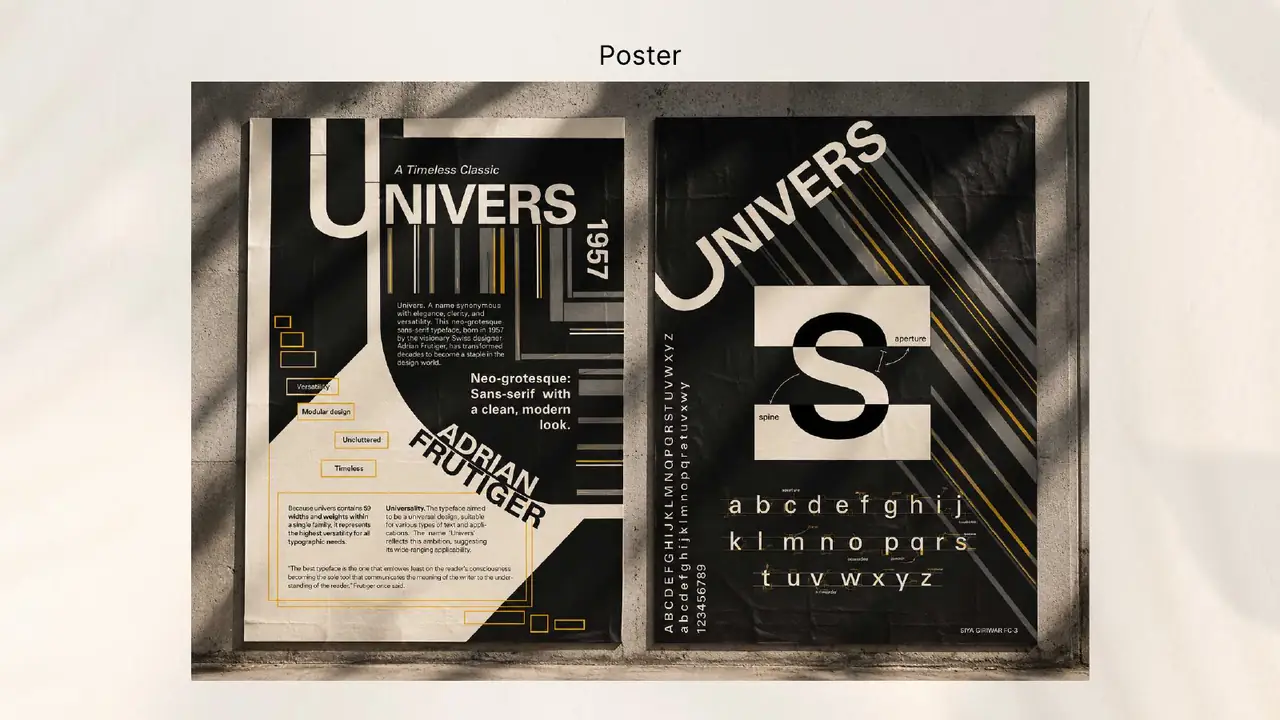 Poster
A Timeless Classic
UNIVERS
1957
Univers. A name synonymous
with elegance, clarity, and
versatility. This neo-grotesque
sans-serif typeface, born in 1957
by the visionary Swiss designer
Adrian Frutiger, has transformed
decades to become a staple in the
design world.
Neo-grotesque:
Sans-serif with
a clean, modern
look.
ADRIAN
FRUTIGER
Versatility
Modular design
Uncluttered
Timeless
Because univers contains 59
widths and weights within
a single family, it represents
the highest versatility for all
typographic needs.
Universality. The typeface aimed
to be a universal design, suitable
for various types of text and appli-
cations. The name "Univers"
reflects this ambition, suggesting
its wide-ranging applicability.
"The best typeface is the one that
least on the reader's consciousness
becoming the sole tool that communicates the meaning of the writer to the under-
standing of the reader," Frutiger once said.
UNIVERS
S
aperture
spine
ABCDEFGHIJKLMNOPQRSTUVWXYZ
abcdefghijklmnopqratuvxwy
123456789
a b c d e f g h i j
k l m n o p q r s
t u v w x y z
SIYA GIRIWAR FC-3